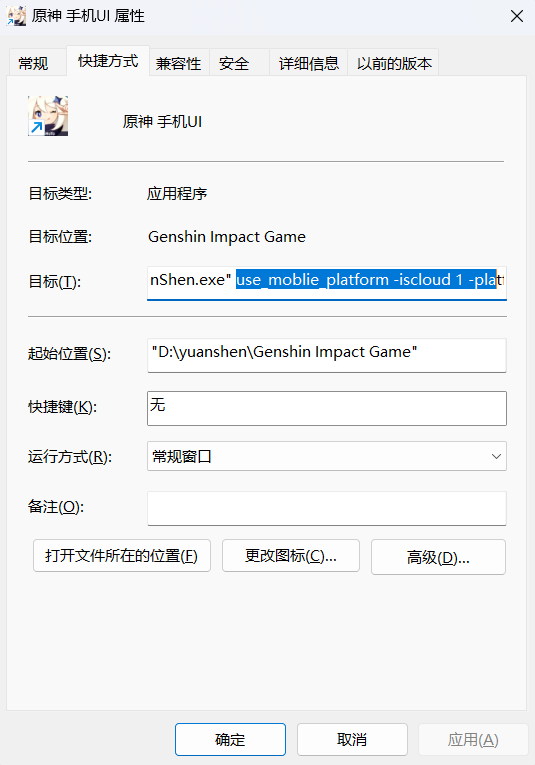 原神 手机UI 属性
常规 快捷方式 兼容性 安全 详细信息 以前的版本
原神 手机UI
目标类型: 应用程序
目标位置: Genshin Impact Game
目标(T): nShen.exe" use_moblie_platform -iscloud 1 -plat
起始位置(S): "D:\yuanshen\Genshin Impact Game"
快捷键(K): 无
运行方式(R): 常规窗口
备注(O):
打开文件所在的位置(F) 更改图标(C)... 高级(D)...
确定 取消 应用(A)